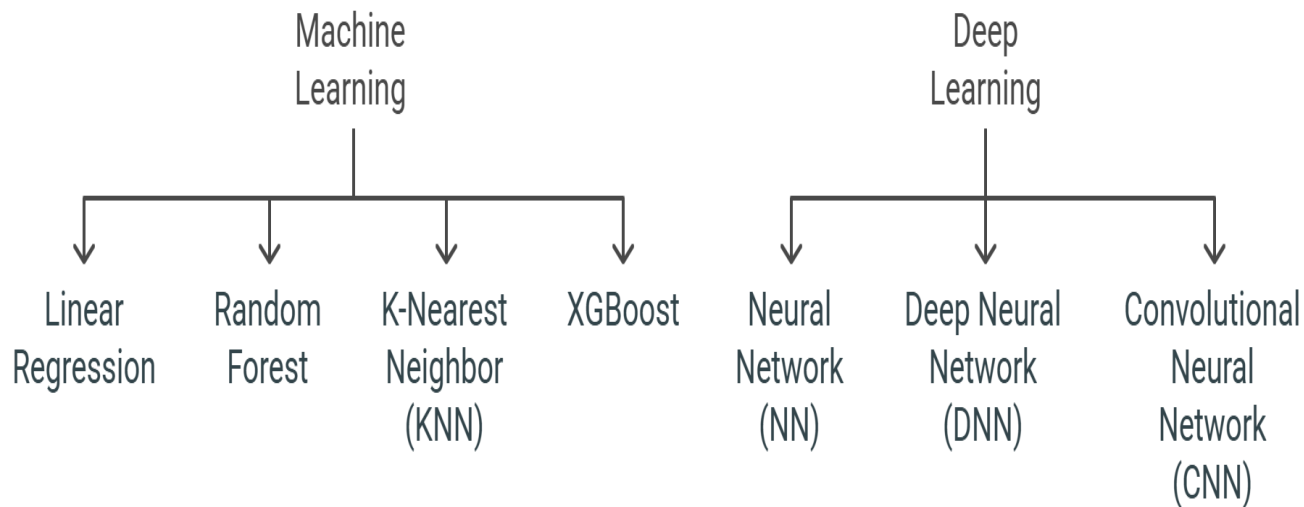 Machine
Learning
Deep
Learning
Linear
Regression
Random
Forest
K-Nearest
Neighbor
(KNN)
XGBoost
Neural
Network
(NN)
Deep Neural
Network
(DNN)
Convolutional
Neural
Network
(CNN)